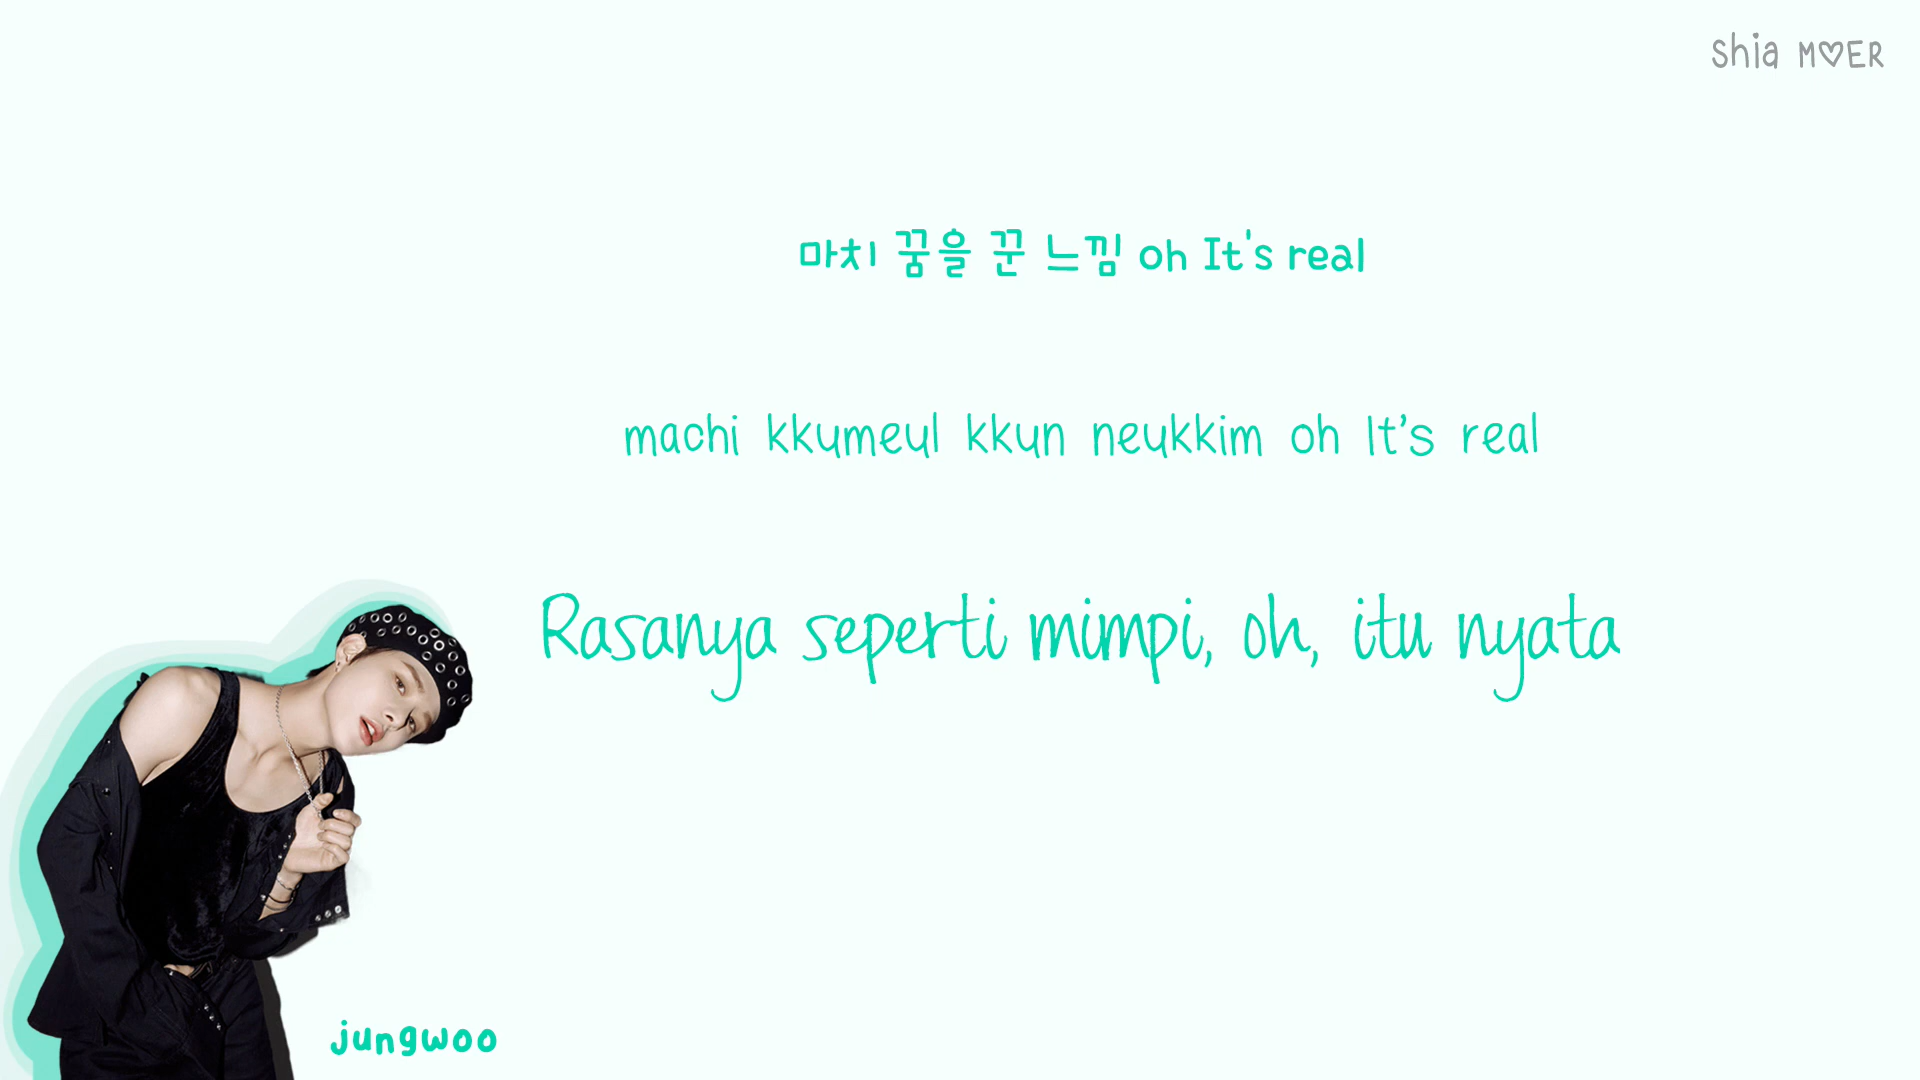 Shia M♡ER
마치 꿈을 꾼 느낌 oh It's real
machi kkumeul kkun neukkim oh It's real
Rasanya seperti mimpi, oh, itu nyata
jungwoo